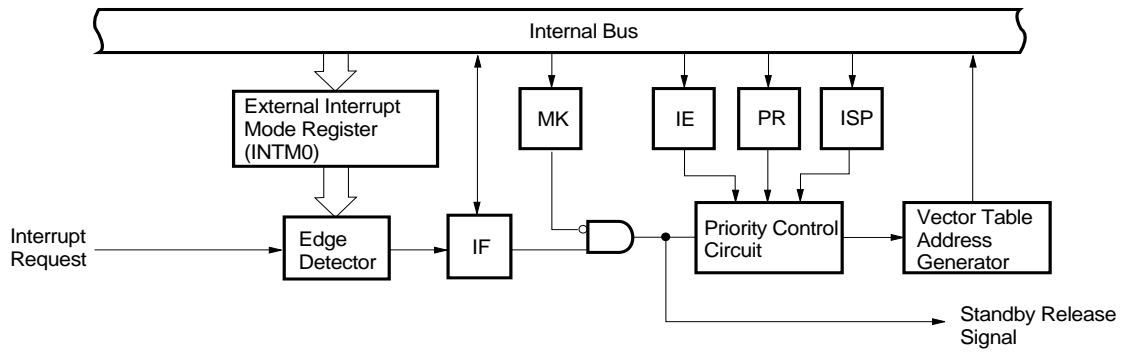 Internal Bus
External Interrupt
Mode Register
(INTM0)
MK
IE
PR
ISP
Interrupt
Request
Edge
Detector
IF
Priority Control
Circuit
Vector Table
Address
Generator
Standby Release
Signal